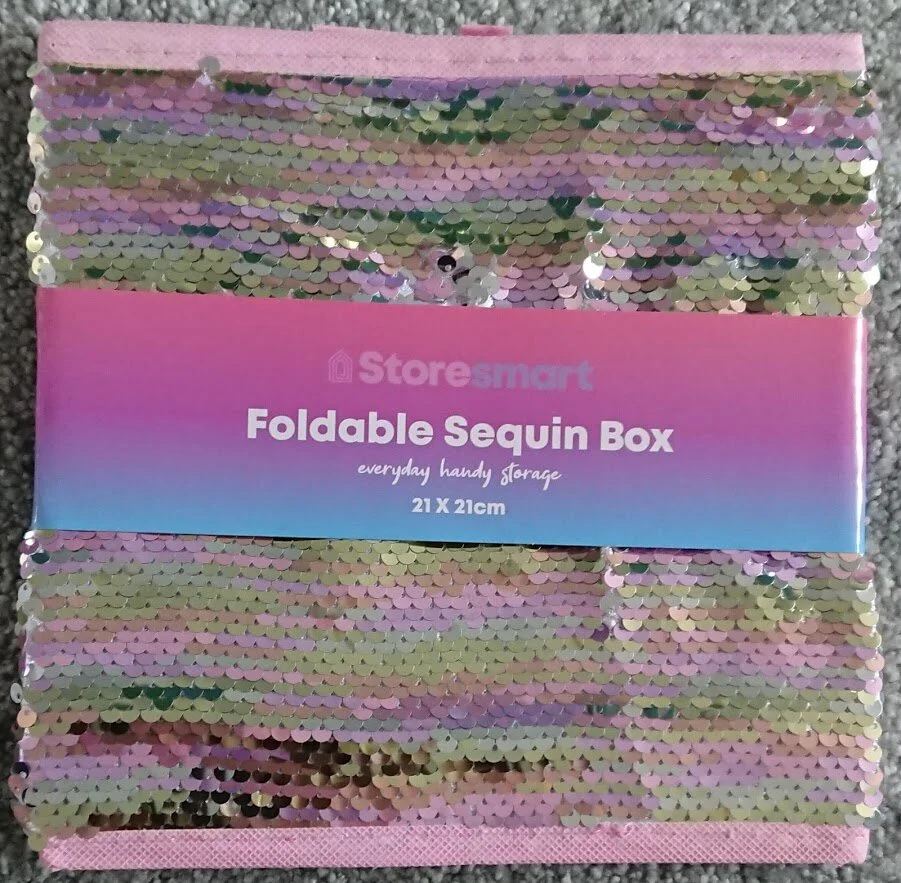 Storesmart
Foldable Sequin Box
everyday handy storage
21 X 21cm